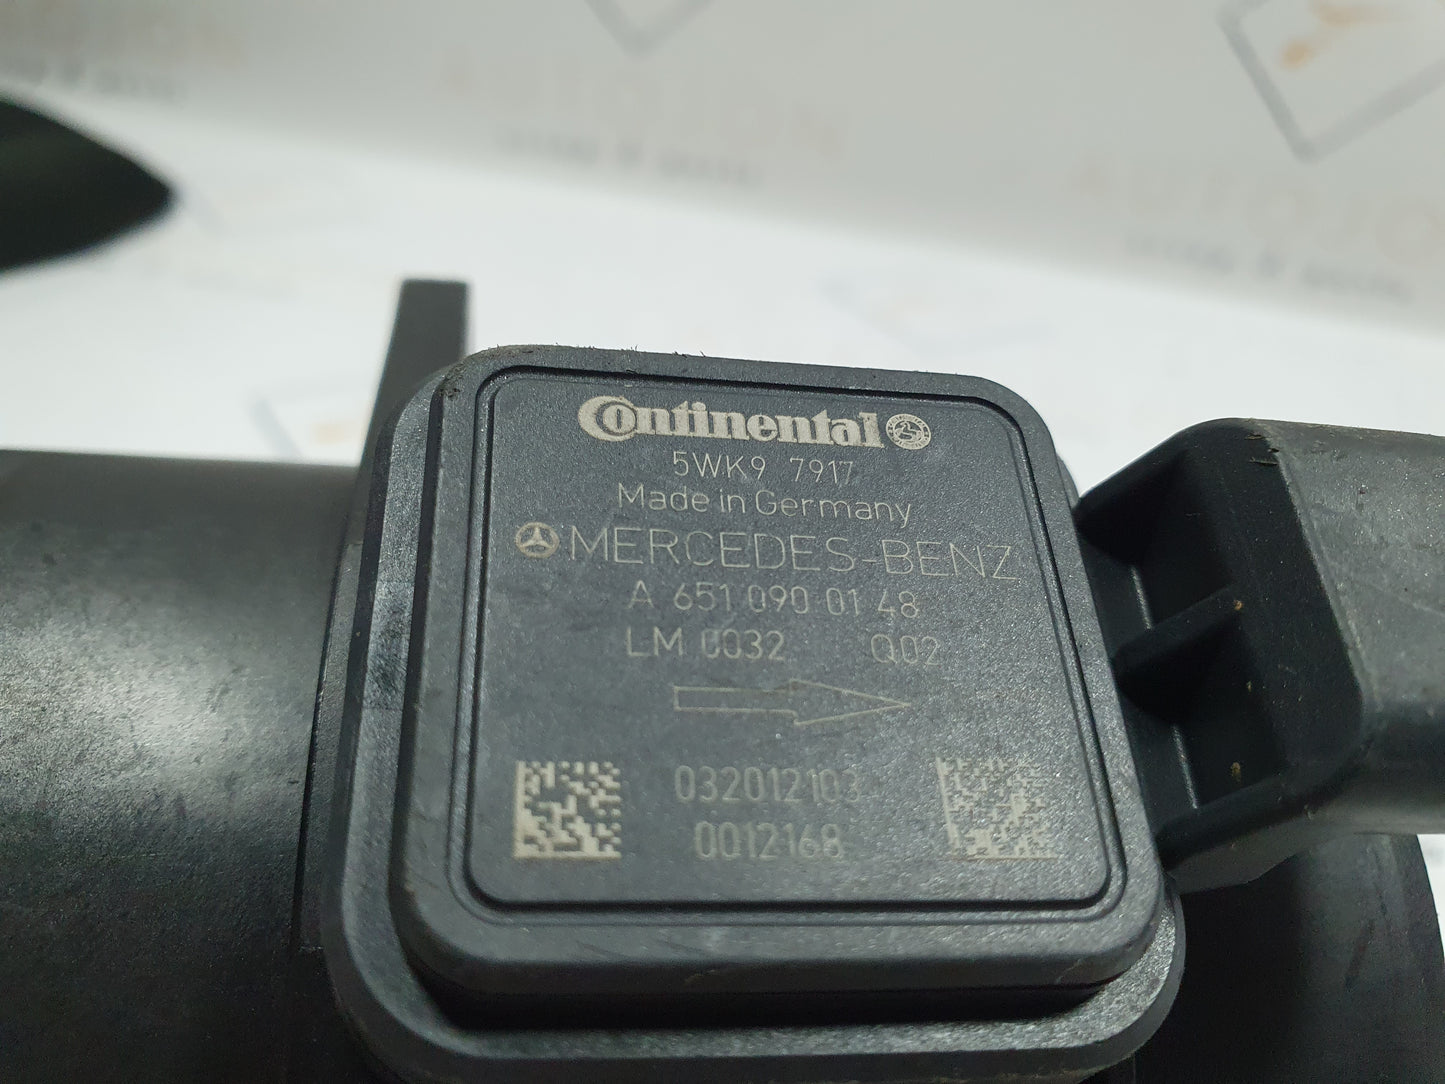 Continental
5WK9 7917
Made in Germany
MERCEDES-BENZ
A 651 090 01 48
LM 0032 Q02
032012103
0012168